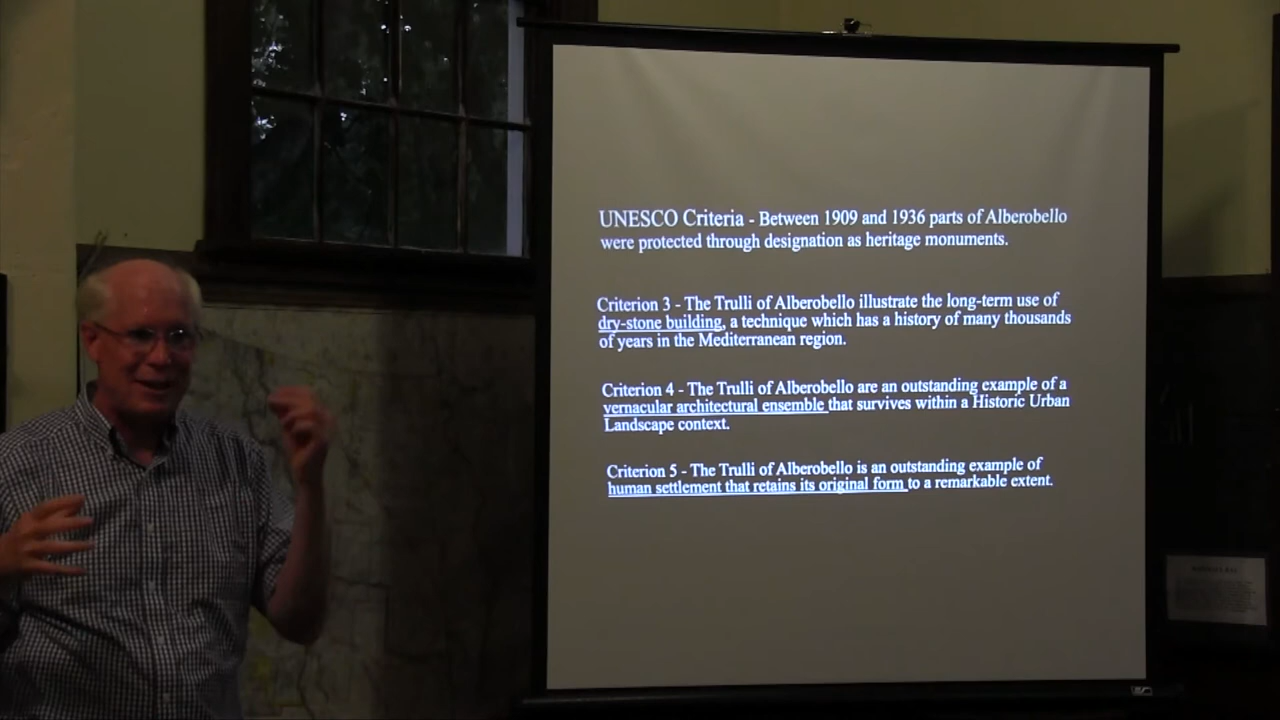 UNESCO Criteria - Between 1909 and 1936 parts of Alberobello
were protected through designation as heritage monuments.
Criterion 3 - The Trulli of Alberobello illustrate the long-term use of
dry-stone building, a technique which has a history of many thousands
of years in the Mediterranean region.
Criterion 4 - The Trulli of Alberobello are an outstanding example of a
vernacular architectural ensemble that survives within a Historic Urban
Landscape context.
Criterion 5 - The Trulli of Alberobello is an outstanding example of
human settlement that retains its original form to a remarkable extent.